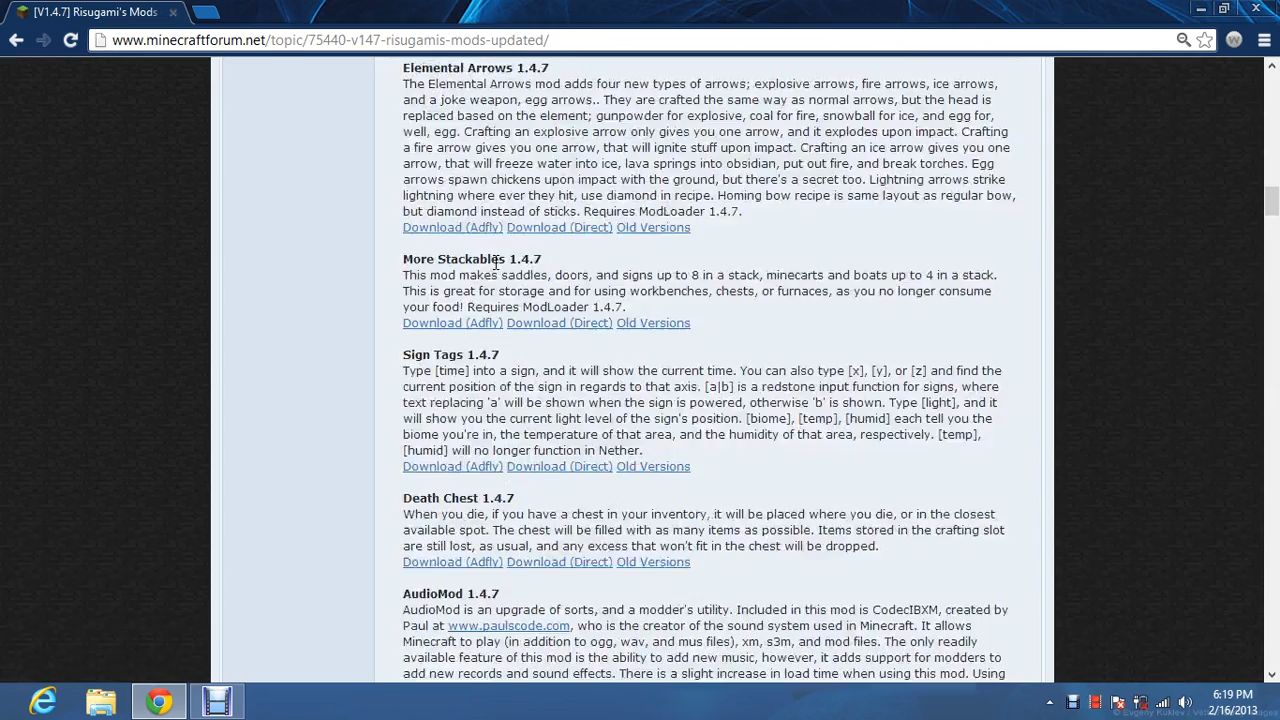 [V1.4.7] Risugami's Mods
www.minecraftforum.net/topic/75440-v147-risugamis-mods-updated/
Elemental Arrows 1.4.7
The Elemental Arrows mod adds four new types of arrows; explosive arrows, fire arrows, ice arrows,
and a joke weapon, egg arrows.. They are crafted the same way as normal arrows, but the head is
replaced based on the element; gunpowder for explosive, coal for fire, snowball for ice, and egg for,
well, egg. Crafting an explosive arrow only gives you one arrow, and it explodes upon impact. Crafting
a fire arrow gives you one arrow, that will ignite stuff upon impact. Crafting an ice arrow gives you one
arrow, that will freeze water into ice, lava springs into obsidian, put out fire, and break torches. Egg
arrows spawn chickens upon impact with the ground, but there's a secret too. Lightning arrows strike
lightning where ever they hit, use diamond in recipe. Homing bow recipe is same layout as regular bow,
but diamond instead of sticks. Requires ModLoader 1.4.7.
Download (Adfly) Download (Direct) Old Versions
More Stackables 1.4.7
This mod makes saddles, doors, and signs up to 8 in a stack, minecarts and boats up to 4 in a stack.
This is great for storage and for using workbenches, chests, or furnaces, as you no longer consume
your food! Requires ModLoader 1.4.7.
Download (Adfly) Download (Direct) Old Versions
Sign Tags 1.4.7
Type [time] into a sign, and it will show the current time. You can also type [x], [y], or [z] and find the
current position of the sign in regards to that axis. [a|b] is a redstone input function for signs, where
text replacing 'a' will be shown when the sign is powered, otherwise 'b' is shown. Type [light], and it
will show you the current light level of the sign's position. [biome], [temp], [humid] each tell you the
biome you're in, the temperature of that area, and the humidity of that area, respectively. [temp],
[humid] will no longer function in Nether.
Download (Adfly) Download (Direct) Old Versions
Death Chest 1.4.7
When you die, if you have a chest in your inventory, it will be placed where you die, or in the closest
available spot. The chest will be filled with as many items as possible. Items stored in the crafting slot
are still lost, as usual, and any excess that won't fit in the chest will be dropped.
Download (Adfly) Download (Direct) Old Versions
AudioMod 1.4.7
AudioMod is an upgrade of sorts, and a modder's utility. Included in this mod is CodecIBXM, created by
Paul at www.paulscode.com, who is the creator of the sound system used in Minecraft. It allows
Minecraft to play (in addition to ogg, wav, and mus files), xm, s3m, and mod files. The only readily
available feature of this mod is the ability to add new music, however, it adds support for modders to
add new records and sound effects. There is a slight increase in load time when using this mod. Using
6:19 PM
2/16/2013